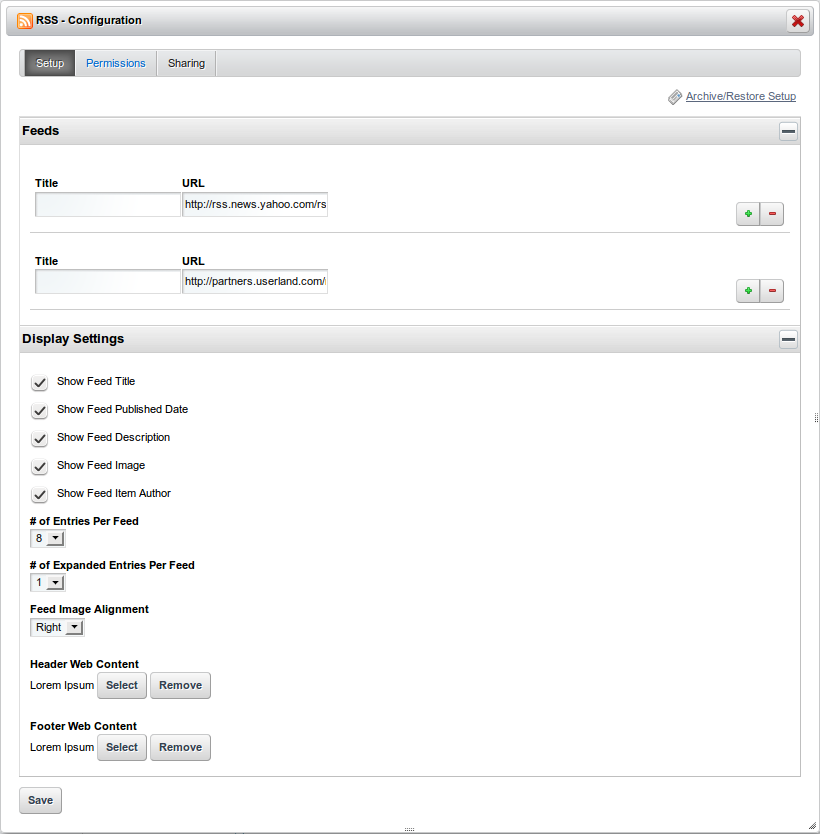 RSS - Configuration
Setup Permissions Sharing
Archive/Restore Setup
Feeds
Title URL
http://rss.news.yahoo.com/rs
Title URL
http://partners.userland.com/
Display Settings
Show Feed Title
Show Feed Published Date
Show Feed Description
Show Feed Image
Show Feed Item Author
# of Entries Per Feed
8
# of Expanded Entries Per Feed
1
Feed Image Alignment
Right
Header Web Content
Lorem Ipsum Select Remove
Footer Web Content
Lorem Ipsum Select Remove
Save